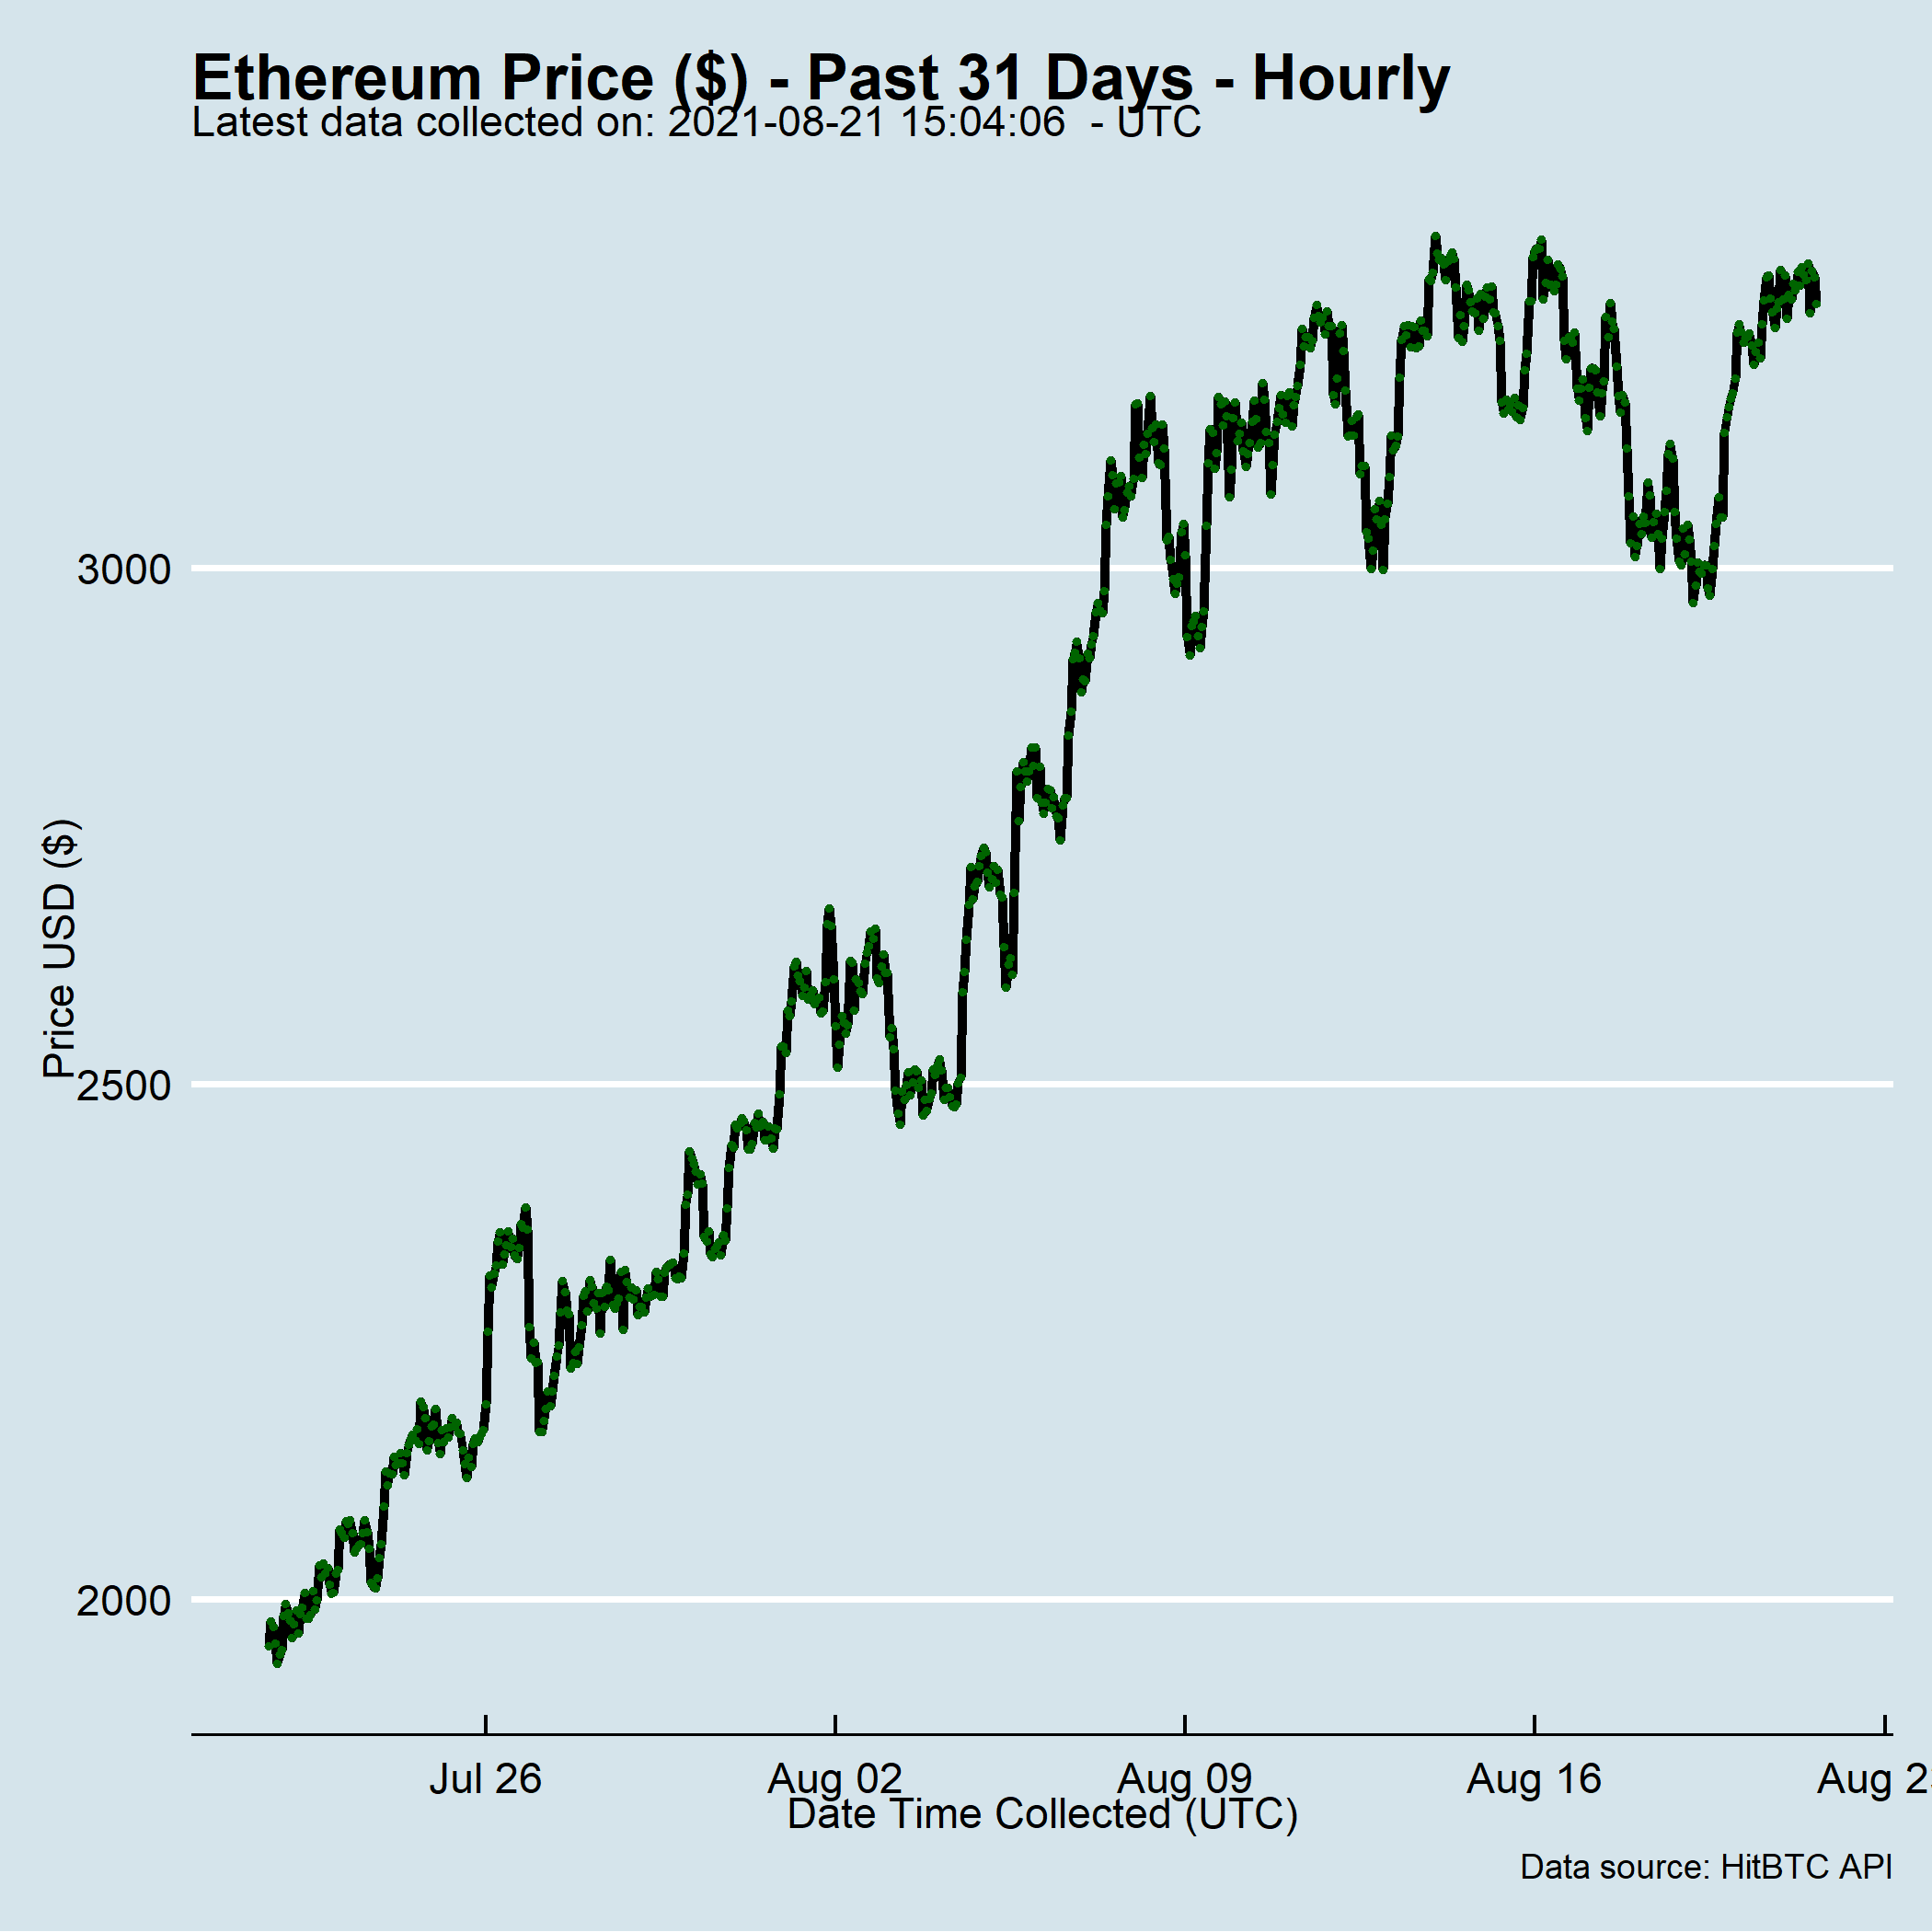 Ethereum Price ($) - Past 31 Days - Hourly
Latest data collected on: 2021-08-21 15:04:06  - UTC
Price USD ($)
3000
2500
2000
Jul 26
Aug 02
Aug 09
Aug 16
Aug 2
Date Time Collected (UTC)
Data source: HitBTC API